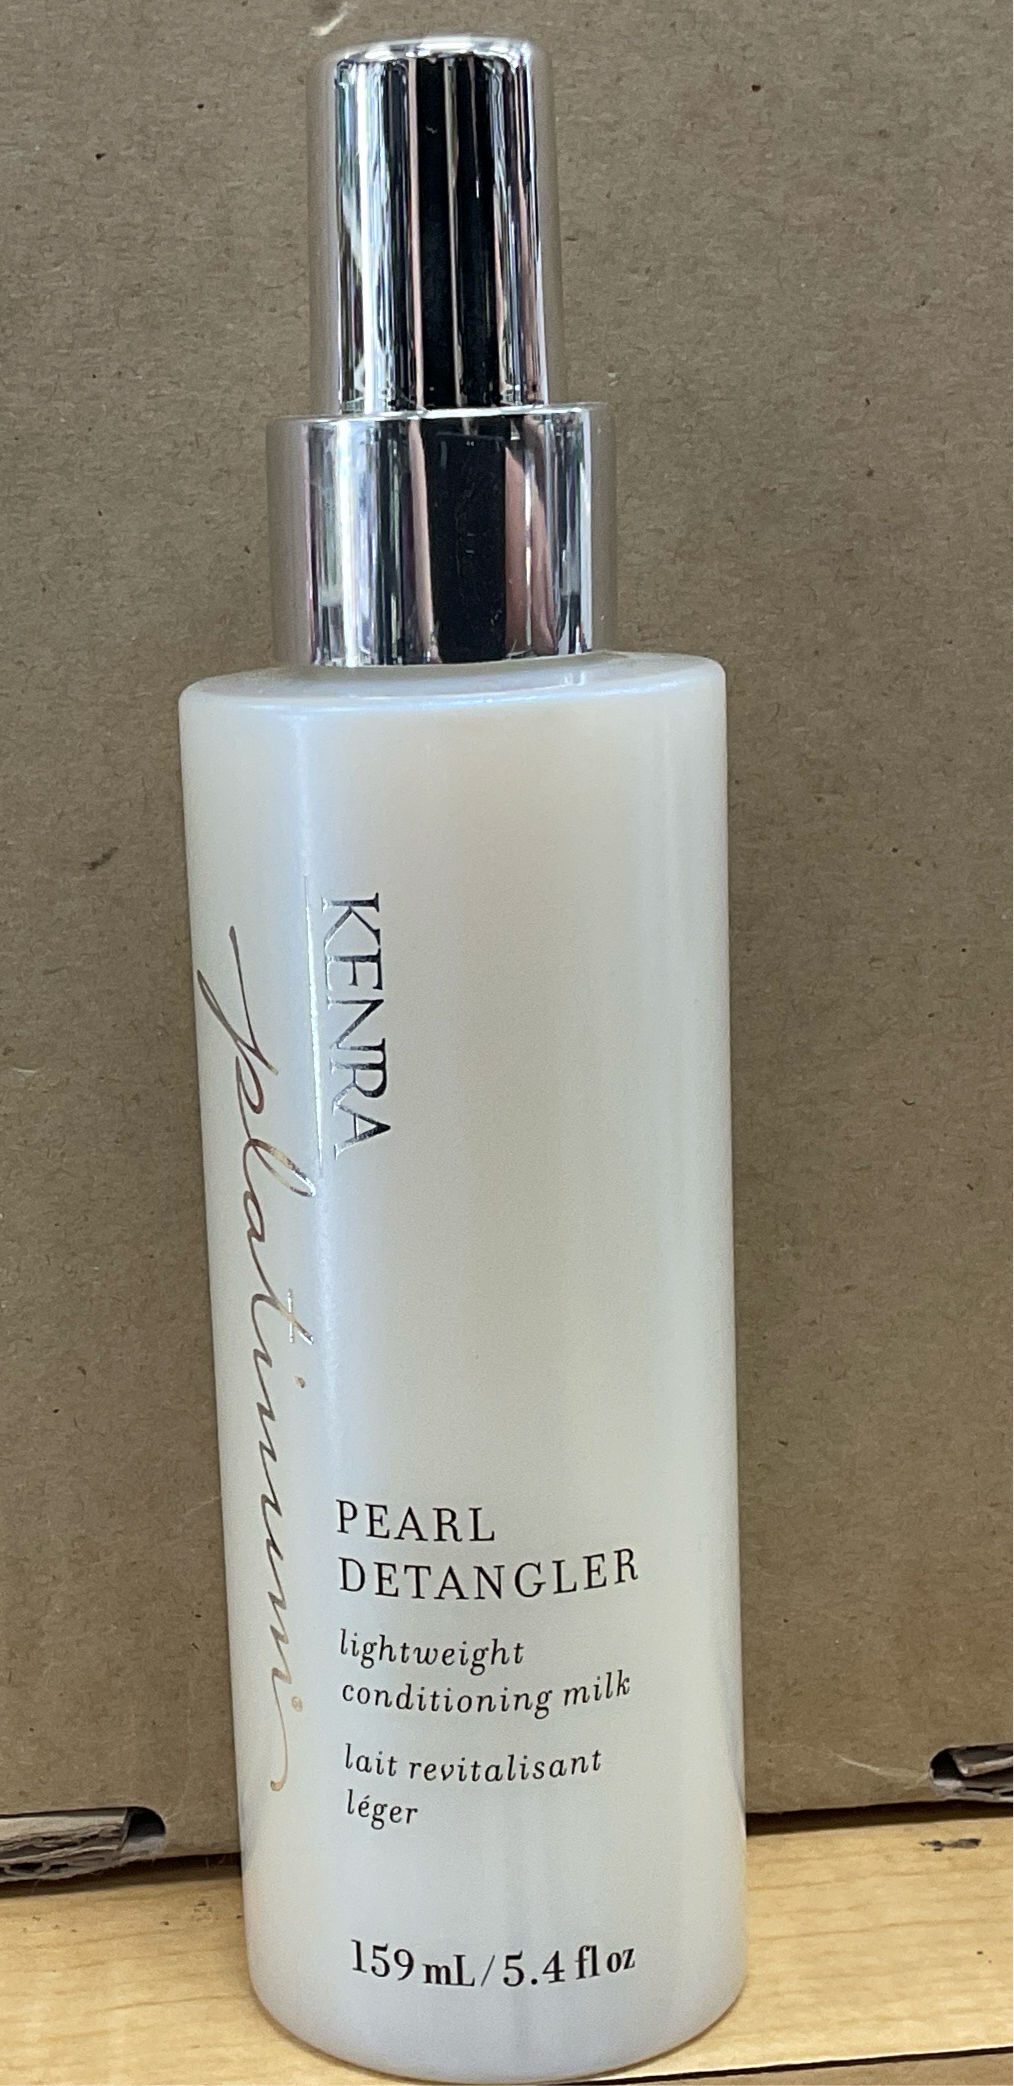 KENRA
platinum
PEARL
DETANGLER
lightweight
conditioning milk
lait revitalisant
léger
159 mL/5.4 fl oz